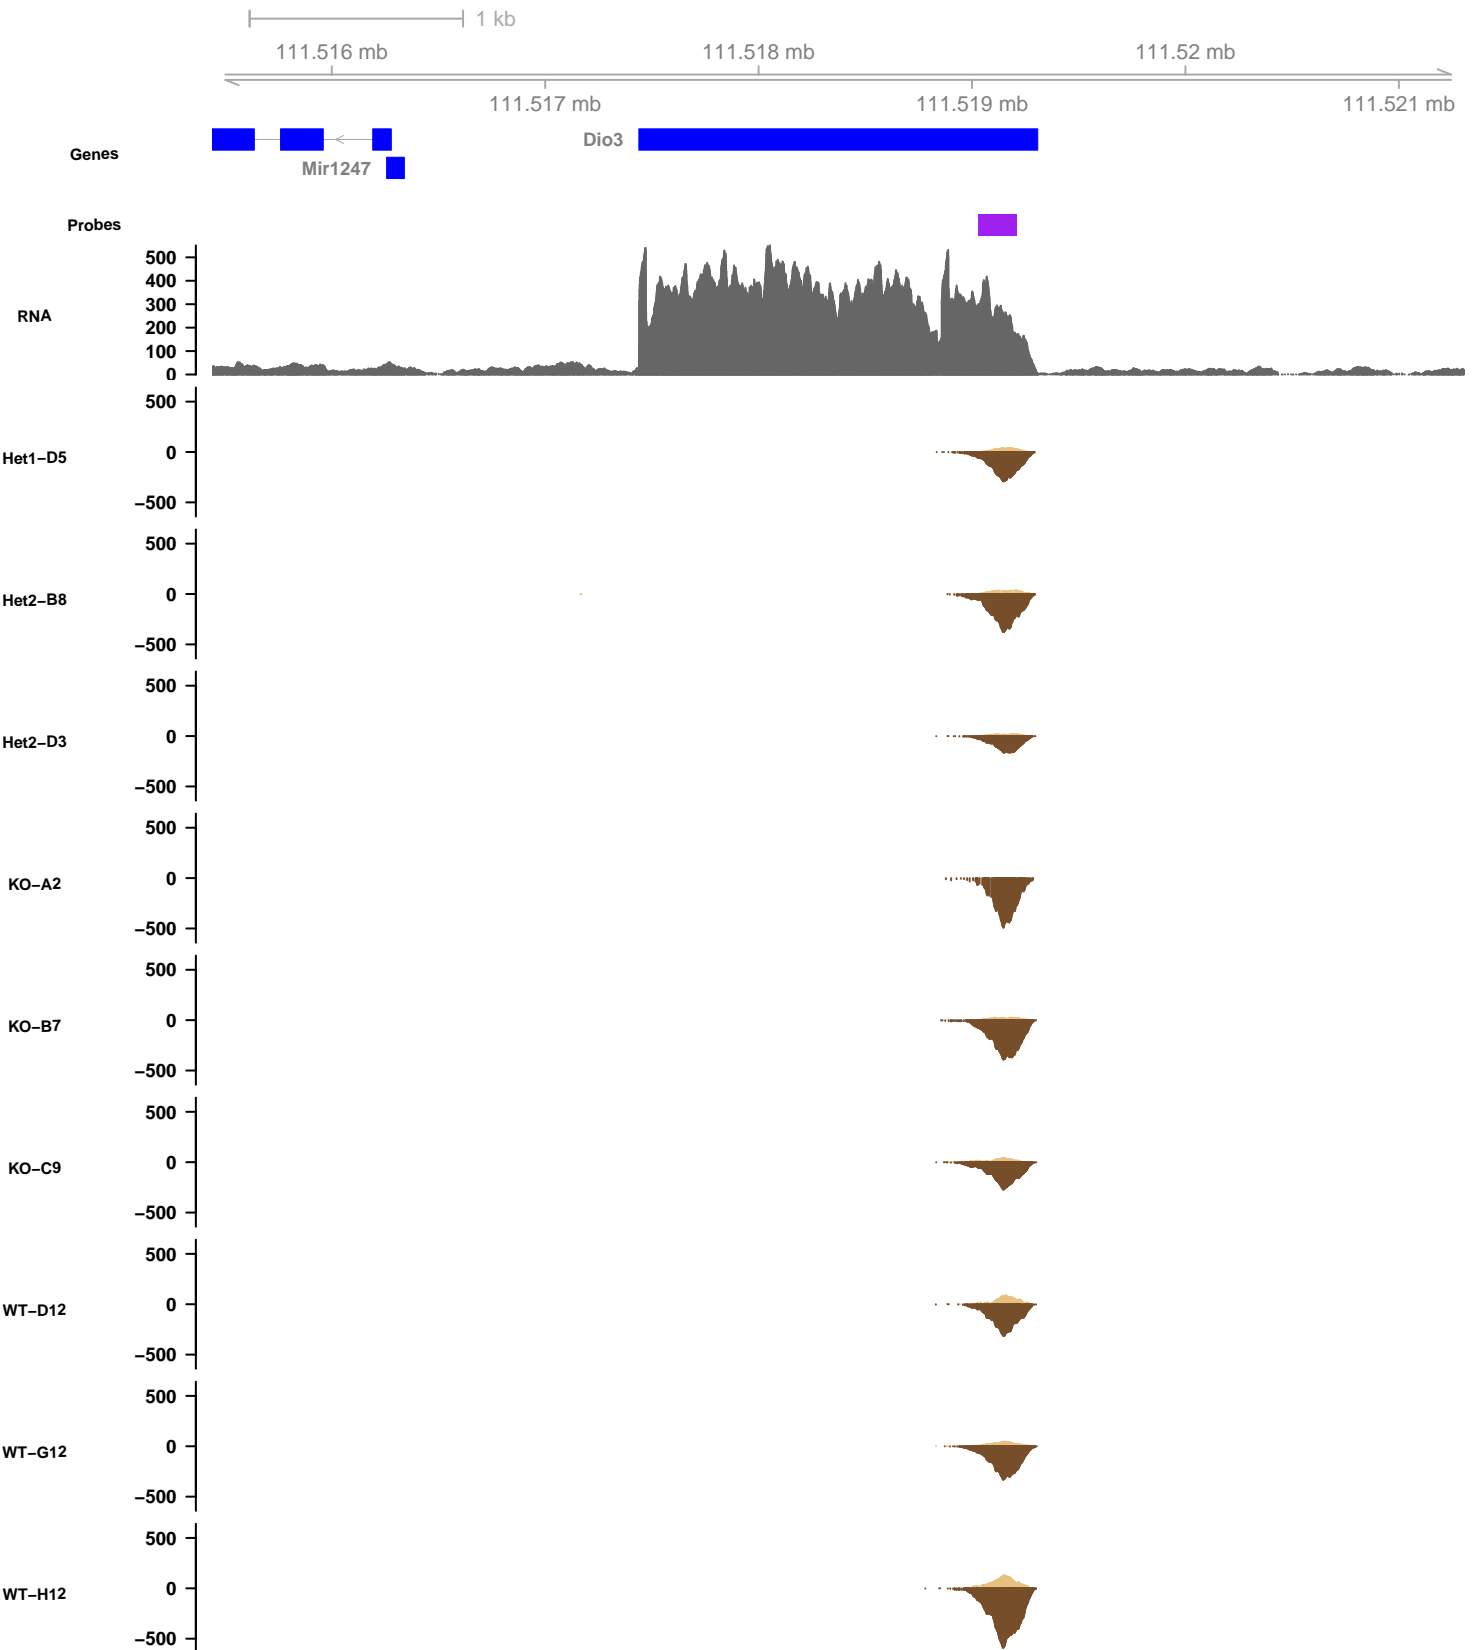 1 kb
111.516 mb 111.518 mb 111.52 mb
111.517 mb 111.519 mb 111.521 mb
Dio3
Genes
Mir1247
Probes
500
400
300
RNA
200
100
0
500
0
Het1–D5
–500
500
0
Het2–B8
–500
500
0
Het2–D3
–500
500
0
KO–A2
–500
500
0
KO–B7
–500
500
0
KO–C9
–500
500
0
WT–D12
–500
500
0
WT–G12
–500
500
0
WT–H12
–500